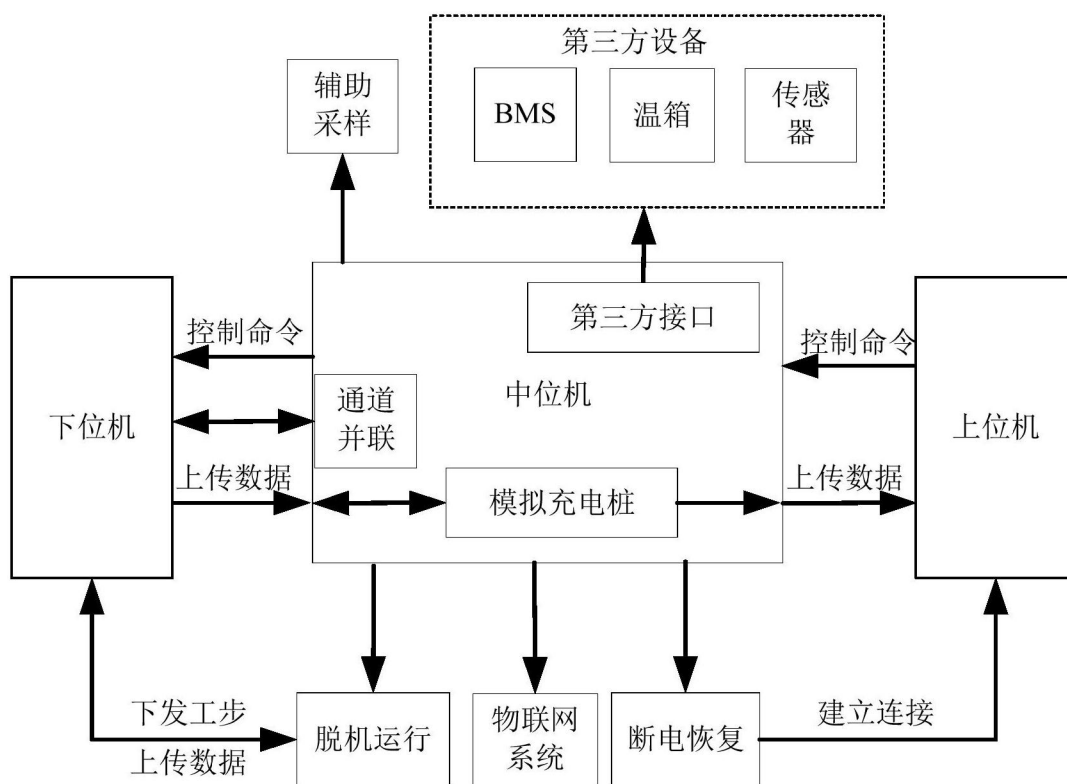 第三方设备
辅助
采样
BMS
温箱
传感
器
第三方接口
控制命令
控制命令
下位机
通道
并联
中位机
上位机
上传数据
模拟充电桩
上传数据
下发工步
上传数据
脱机运行
物联网
系统
断电恢复
建立连接